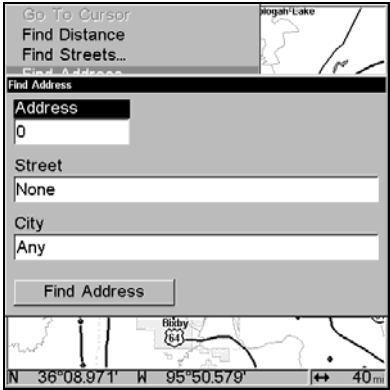 Go To Cursor
Find Distance
Find Streets...
Find Address
Find Address
Address
0
Street
None
City
Any
Find Address
Bixby
64
N 36°08.971' W 95°50.579' ↔ 40m